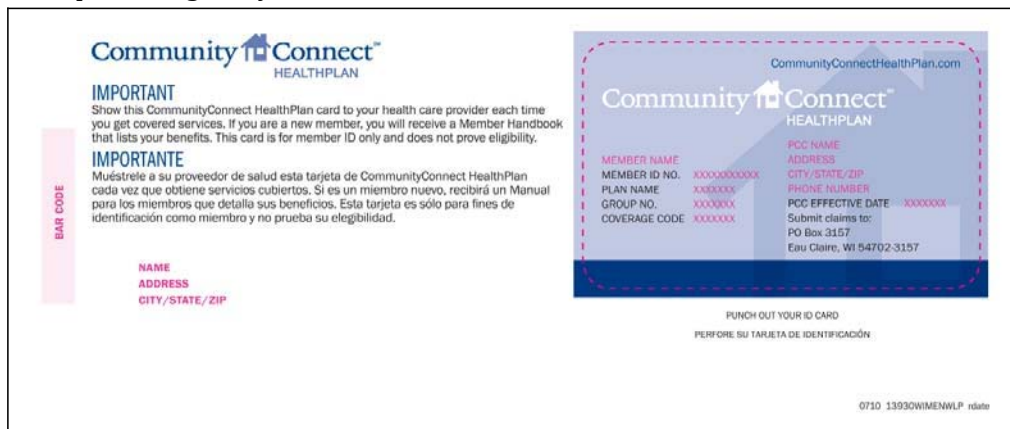 Community Connect™
HEALTHPLAN
IMPORTANT
Show this CommunityConnect HealthPlan card to your health care provider each time
you get covered services. If you are a new member, you will receive a Member Handbook
that lists your benefits. This card is for member ID only and does not prove eligibility.
IMPORTANTE
Muéstrele a su proveedor de salud esta tarjeta de CommunityConnect HealthPlan
cada vez que obtiene servicios cubiertos. Si es un miembro nuevo, recibirá un Manual
para los miembros que detalla sus beneficios. Esta tarjeta es sólo para fines de
identificación como miembro y no prueba su elegibilidad.
BAR CODE
NAME
ADDRESS
CITY/STATE/ZIP
CommunityConnectHealthPlan.com
Community Connect™
HEALTHPLAN
MEMBER NAME
MEMBER ID NO. XXXXXXXXXXX
PLAN NAME XXXXXXX
GROUP NO. XXXXXXX
COVERAGE CODE XXXXXXX
PCC NAME
ADDRESS
CITY/STATE/ZIP
PHONE NUMBER
PCC EFFECTIVE DATE XXXXXXX
Submit claims to:
PO Box 3157
Eau Claire, WI 54702-3157
PUNCH OUT YOUR ID CARD
PERFORE SU TARJETA DE IDENTIFICACIÓN
0710 13930WIMENWLP rdate